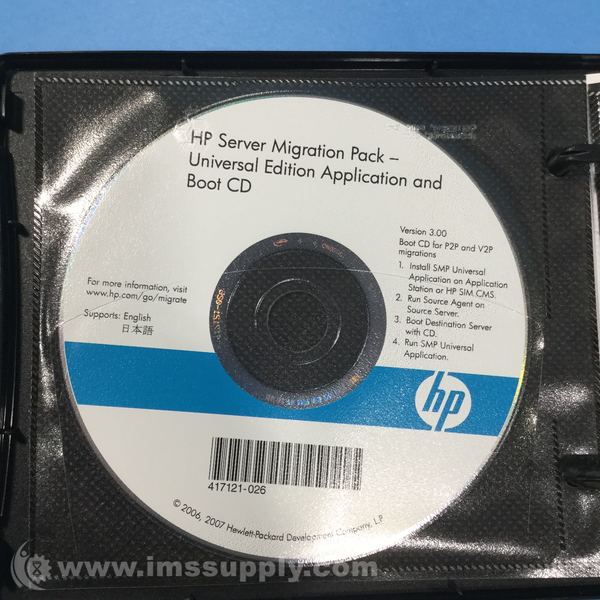 HP Server Migration Pack –
Universal Edition Application and
Boot CD
Version 3.00
Boot CD for P2P and V2P
migrations
1. Install SMP Universal
Application on Application
Station or HP SIM CMS.
2. Run Source Agent on
Source Server.
3. Boot Destination Server
with CD.
4. Run SMP Universal
Application.
For more information, visit
www.hp.com/go/migrate
Supports: English
日本語
hp
417121-026
© 2006, 2007 Hewlett-Packard Development Company, L.P.
www.imssupply.com